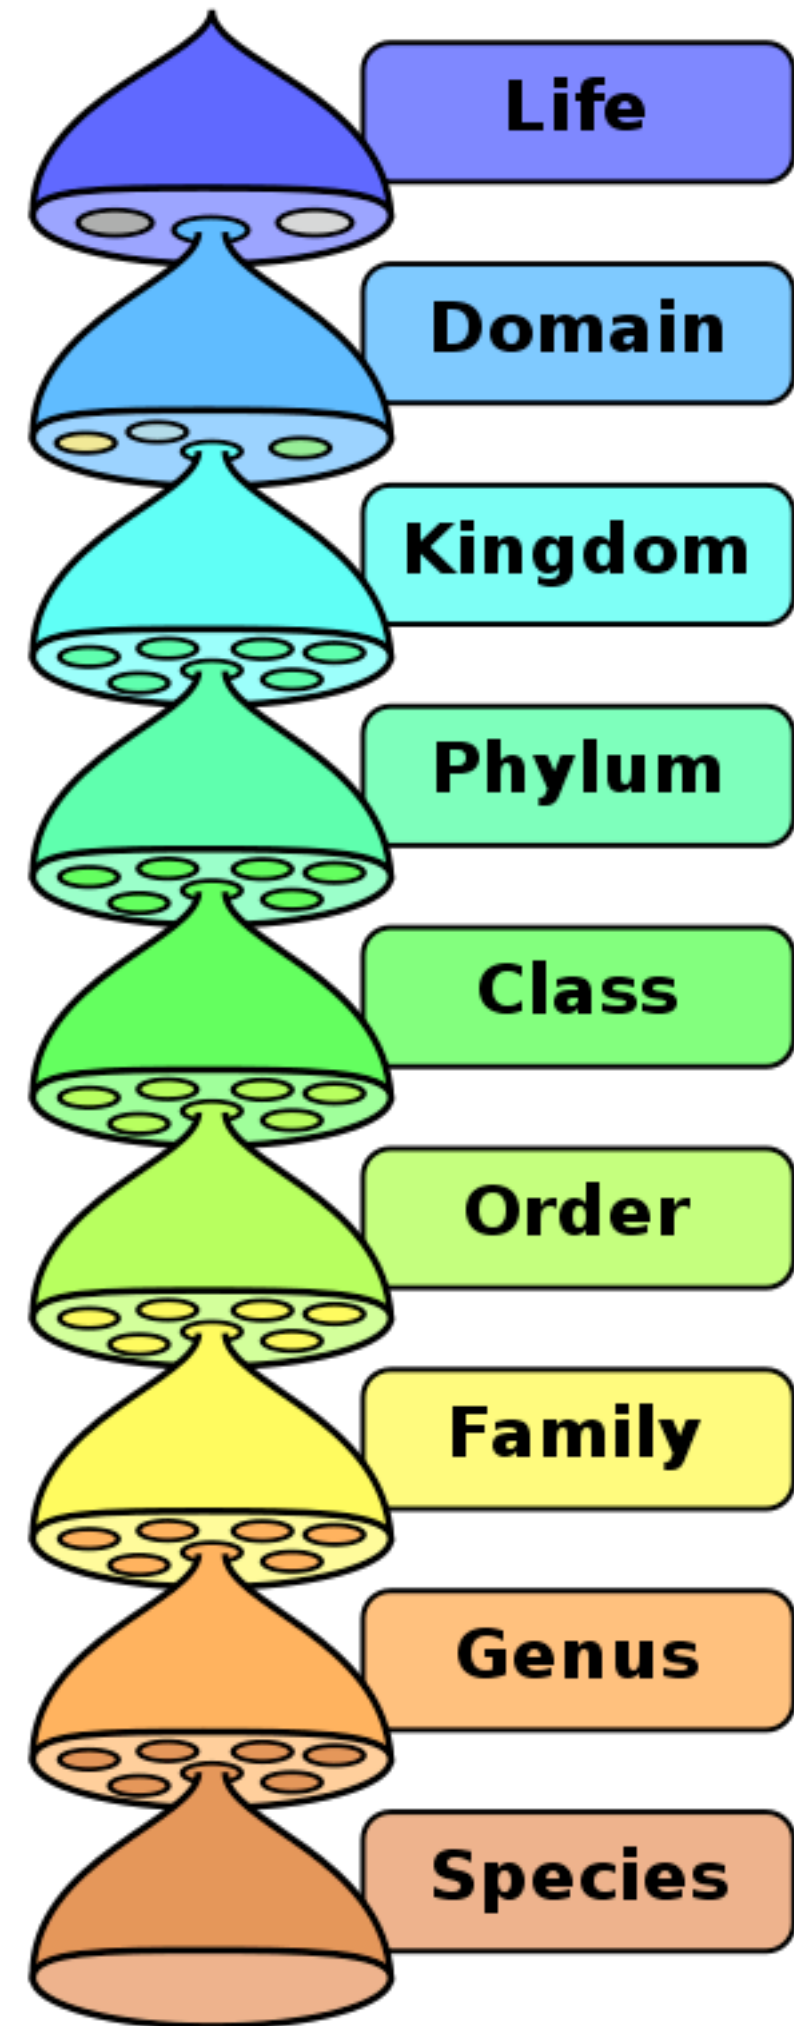 Life
Domain
Kingdom
Phylum
Class
Order
Family
Genus
Species